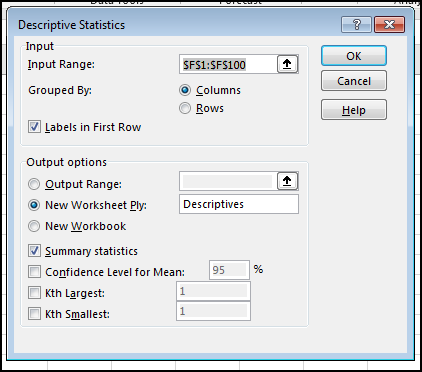 Data Tools Forecast
Descriptive Statistics
Input
Input Range: $F$1:$F$100
Grouped By: Columns
Rows
Labels in First Row
OK
Cancel
Help
Output options
Output Range:
New Worksheet Ply: Descriptives
New Workbook
Summary statistics
Confidence Level for Mean: 95 %
Kth Largest: 1
Kth Smallest: 1